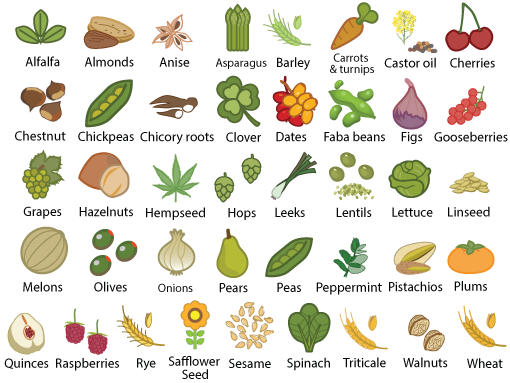 Alfalfa
Almonds
Anise
Asparagus
Barley
Carrots
& turnips
Castor oil
Cherries
Chestnut
Chickpeas
Chicory roots
Clover
Dates
Faba beans
Figs
Gooseberries
Grapes
Hazelnuts
Hempseed
Hops
Leeks
Lentils
Lettuce
Linseed
Melons
Olives
Onions
Pears
Peas
Peppermint
Pistachios
Plums
Quinces
Raspberries
Rye
Safflower
Seed
Sesame
Spinach
Triticale
Walnuts
Wheat